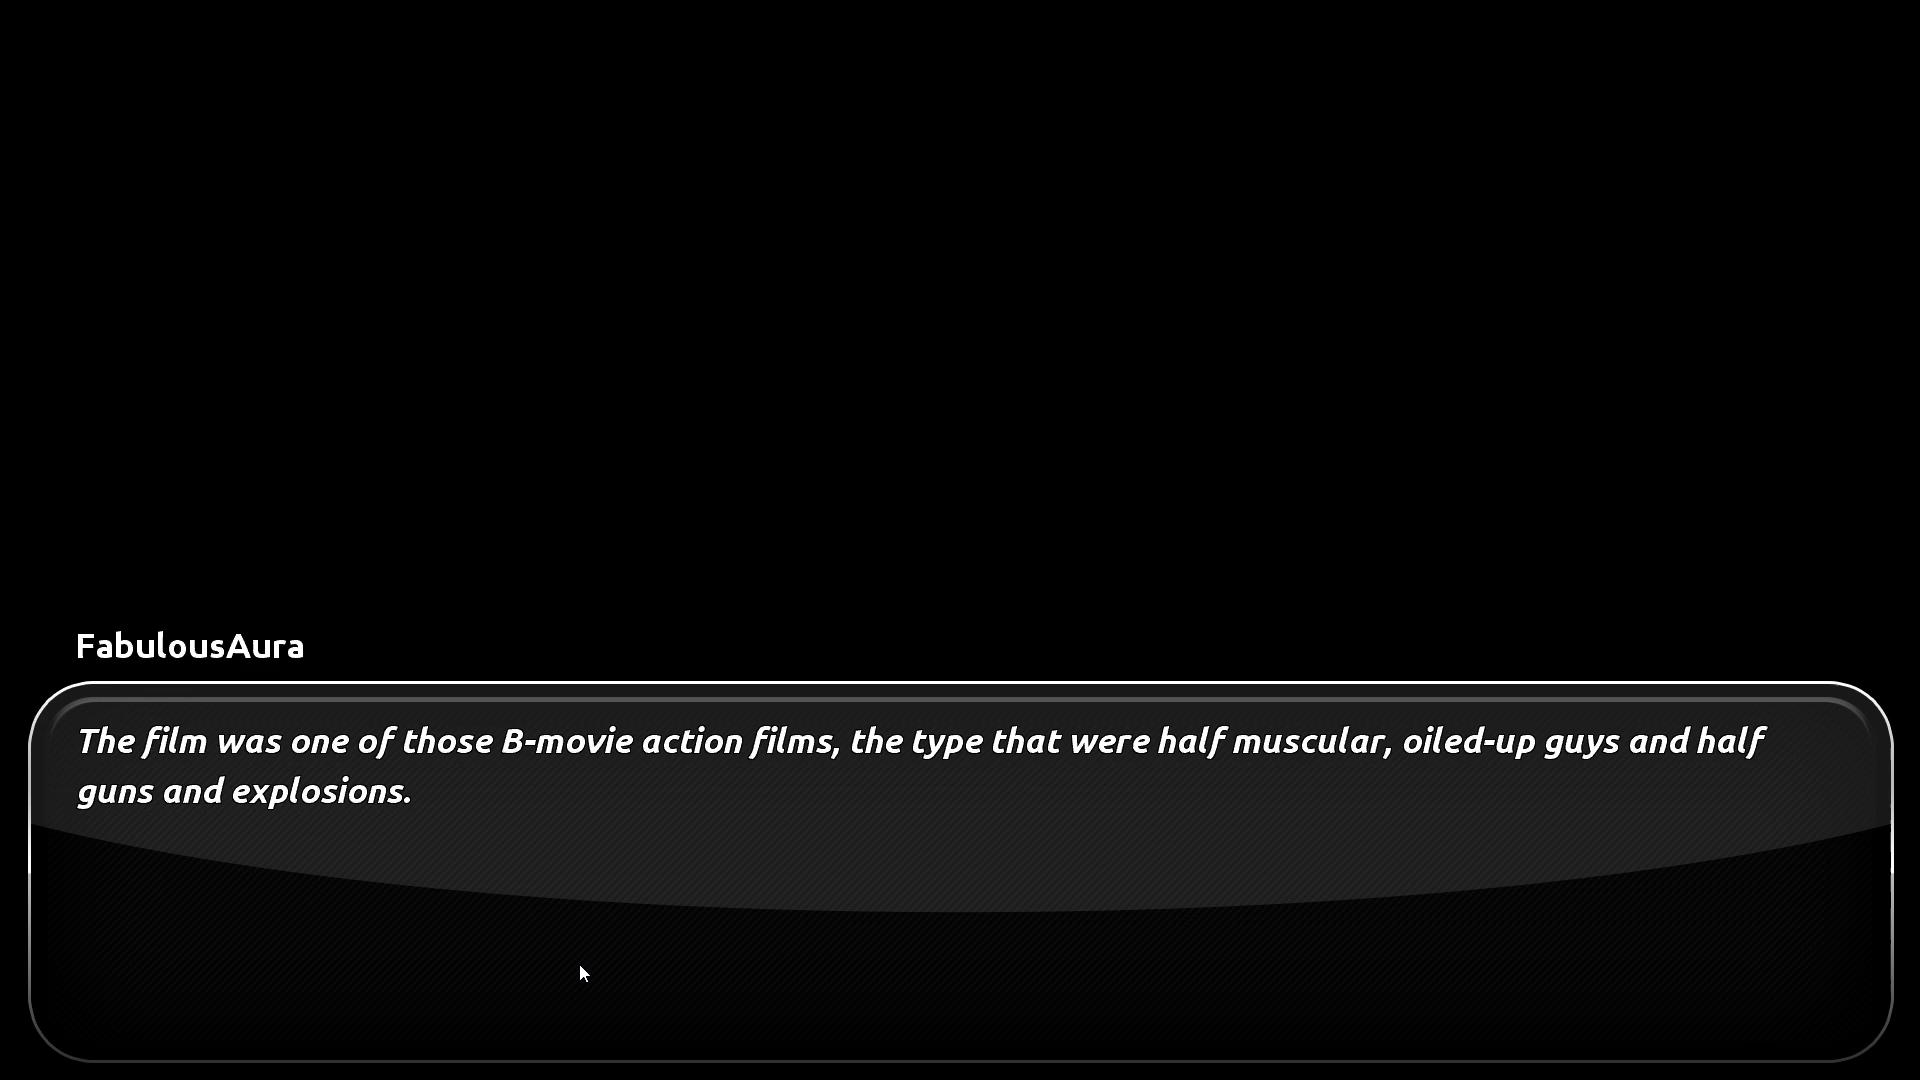 FabulousAura
The film was one of those B-movie action films, the type that were half muscular, oiled-up guys and half
guns and explosions.